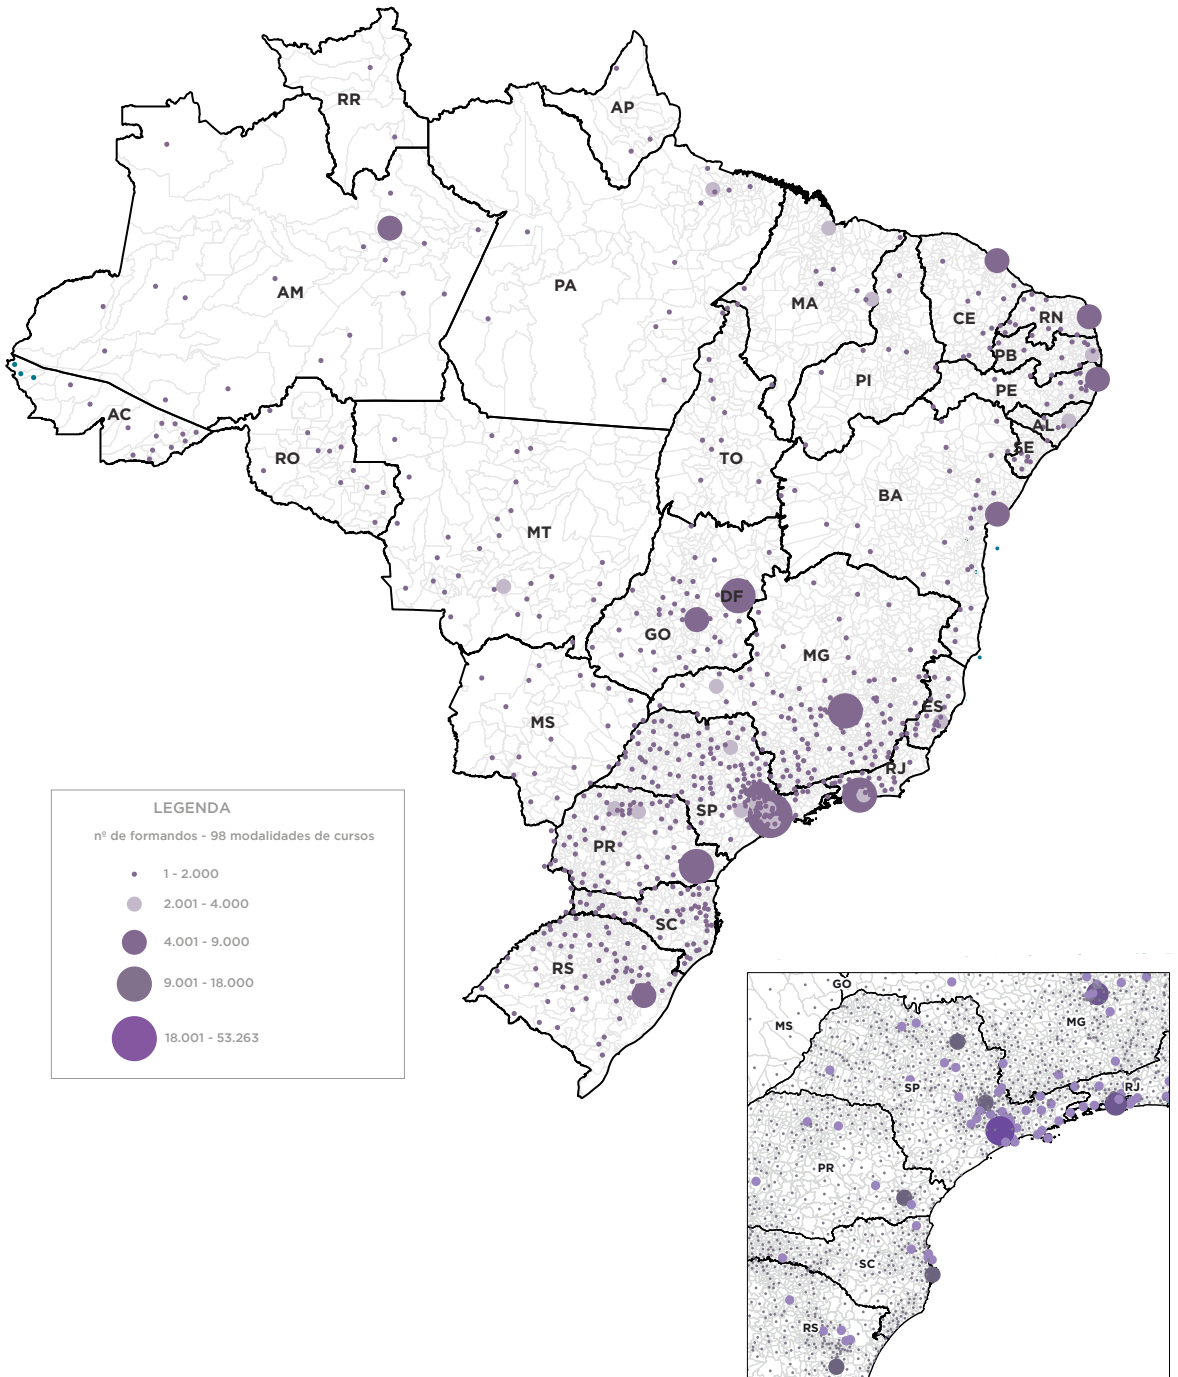 RR
AP
AM
PA
MA
CE
RN
PB
PE
PI
AC
AL
SE
RO
TO
BA
MT
DF
GO
MG
MS
ES
RJ
SP
PR
SC
RS
LEGENDA
nº de formandos - 98 modalidades de cursos
1 - 2.000
2.001 - 4.000
4.001 - 9.000
9.001 - 18.000
18.001 - 53.263
GO
MS
MG
SP
RJ
PR
SC
RS